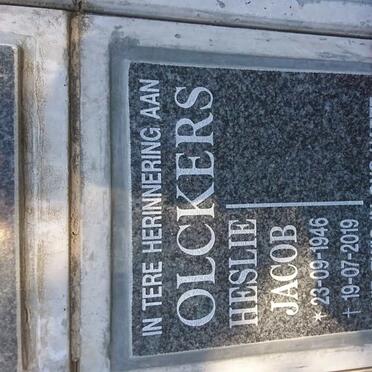 IN TERE HERINNERING AAN
OLCKERS
HESLIE
JACOB
* 23-09-1946
† 19-07-2019